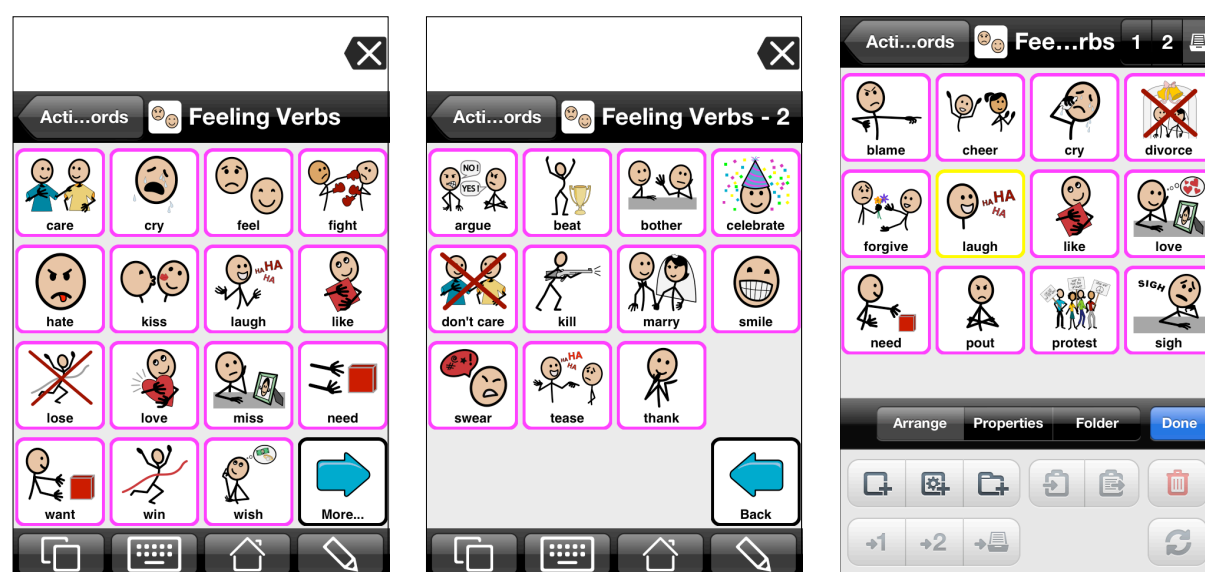 Acti...ords Feeling Verbs
care cry feel fight
HA HA HA
hate kiss laugh like
lose love miss need
want win wish More...
Acti...ords Feeling Verbs - 2
NO!
YES!
argue beat bother celebrate
don't care kill marry smile
HA HA HA
swear tease thank
Back
Acti...ords Fee...rbs 1 2
blame cheer cry divorce
HA HA HA
forgive laugh like love
SIGH
need pout protest sigh
Arrange Properties Folder Done
1 2